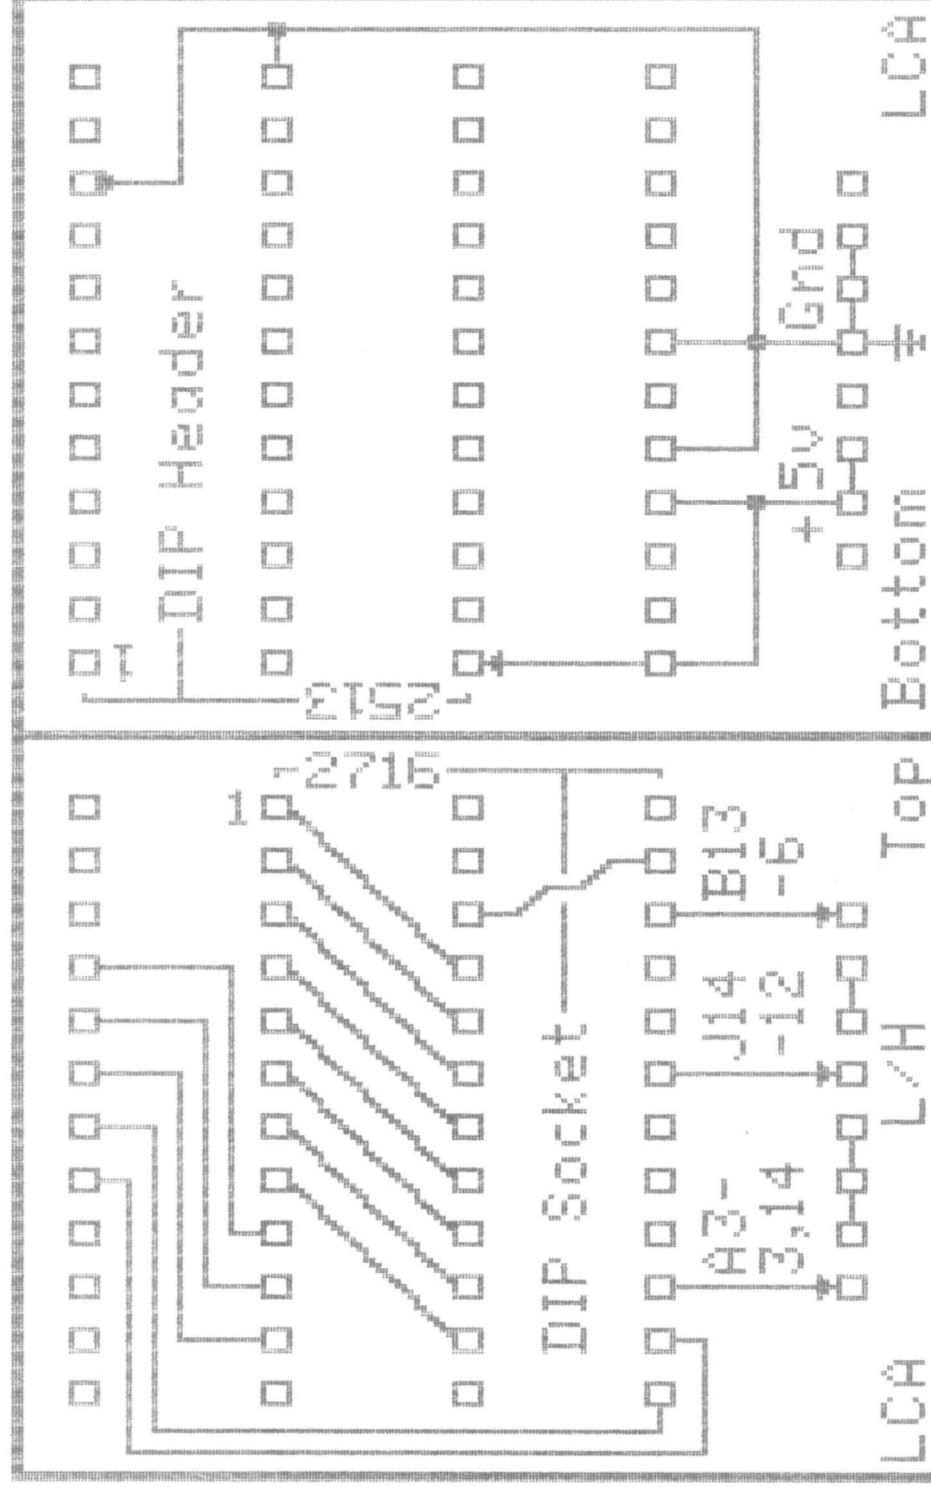 1
DIP Header
2513
2716
1
DIP Socket
A3-
3,14
J14
-12
B13
-6
+5v
Gnd
LCA L/H Top
Bottom LCA